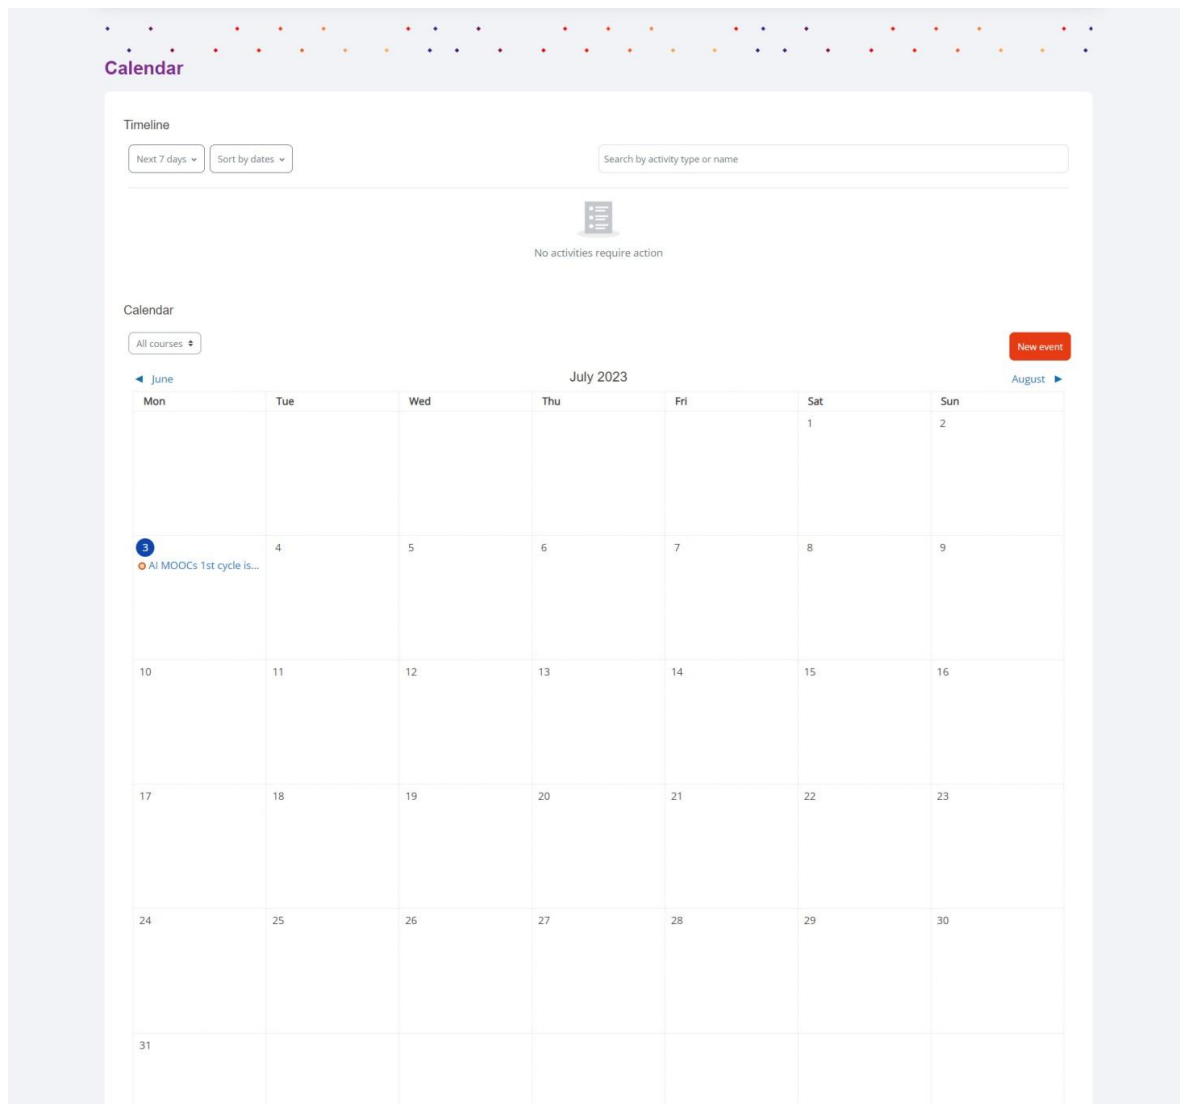 Calendar
Timeline
Next 7 days Sort by dates Search by activity type or name
No activities require action
Calendar
All courses New event
◄ June July 2023 August ►
Mon Tue Wed Thu Fri Sat Sun
1 2
3 4 5 6 7 8 9
AI MOOCs 1st cycle is...
10 11 12 13 14 15 16
17 18 19 20 21 22 23
24 25 26 27 28 29 30
31